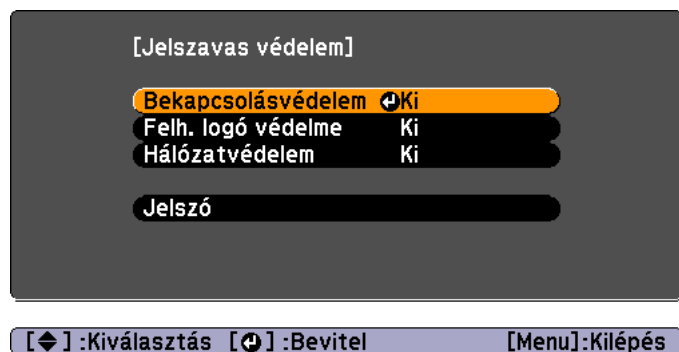 [Jelszavas védelem]
Bekapcsolásvédelem Ki
Felh. logó védelme Ki
Hálózatvédelem Ki
Jelszó
[ ] :Kiválasztás [ ] :Bevitel [Menu]:Kilépés